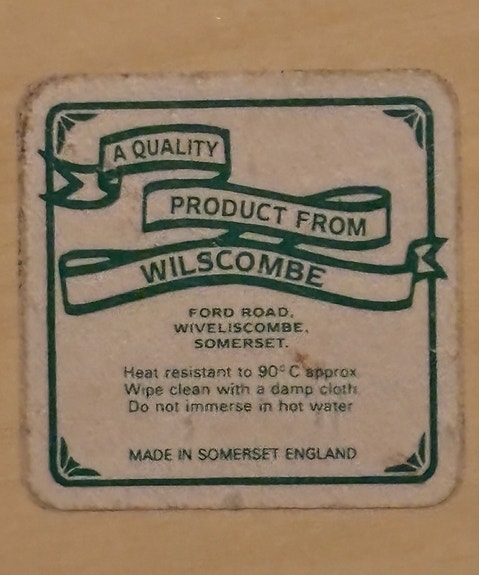 A QUALITY
PRODUCT FROM
WILSCOMBE
FORD ROAD,
WIVELISCOMBE,
SOMERSET.
Heat resistant to 90°C approx
Wipe clean with a damp cloth
Do not immerse in hot water
MADE IN SOMERSET ENGLAND